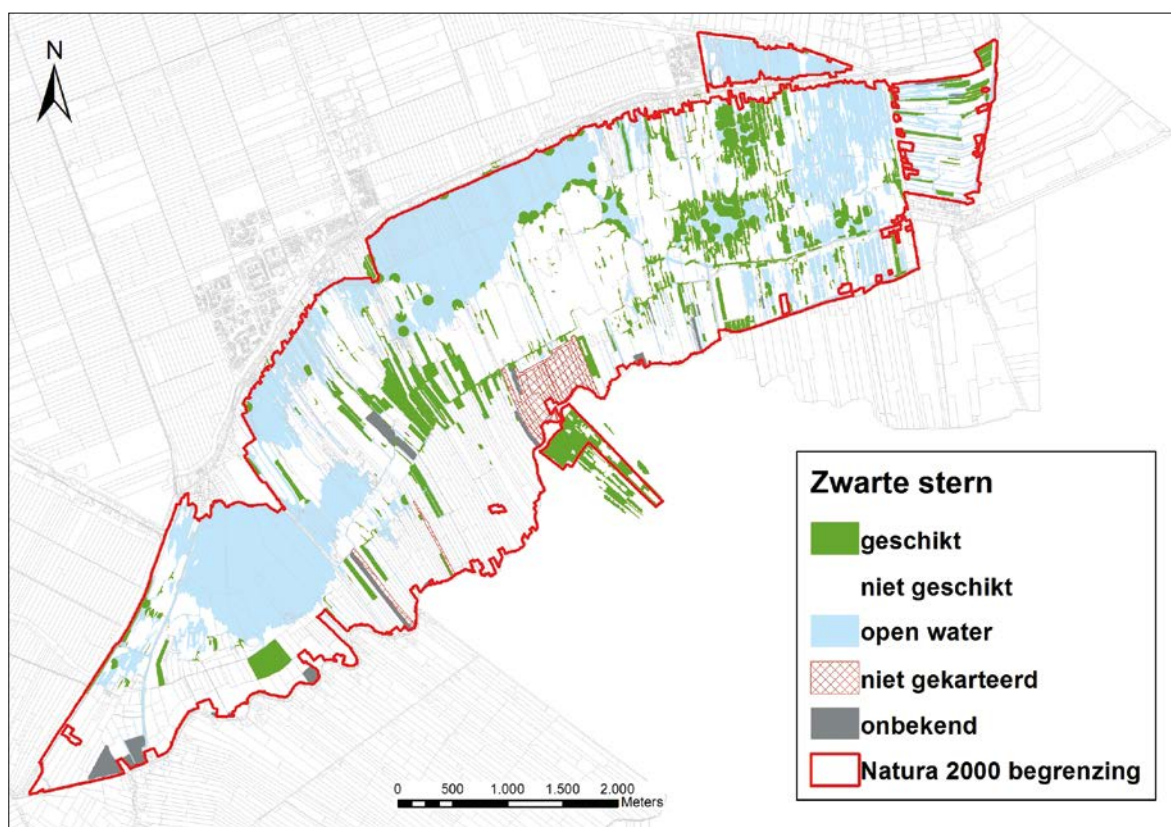 N
Zwarte stern
geschikt
niet geschikt
open water
niet gekarteerd
onbekend
Natura 2000 begrenzing
0 500 1.000 1.500 2.000
Meters